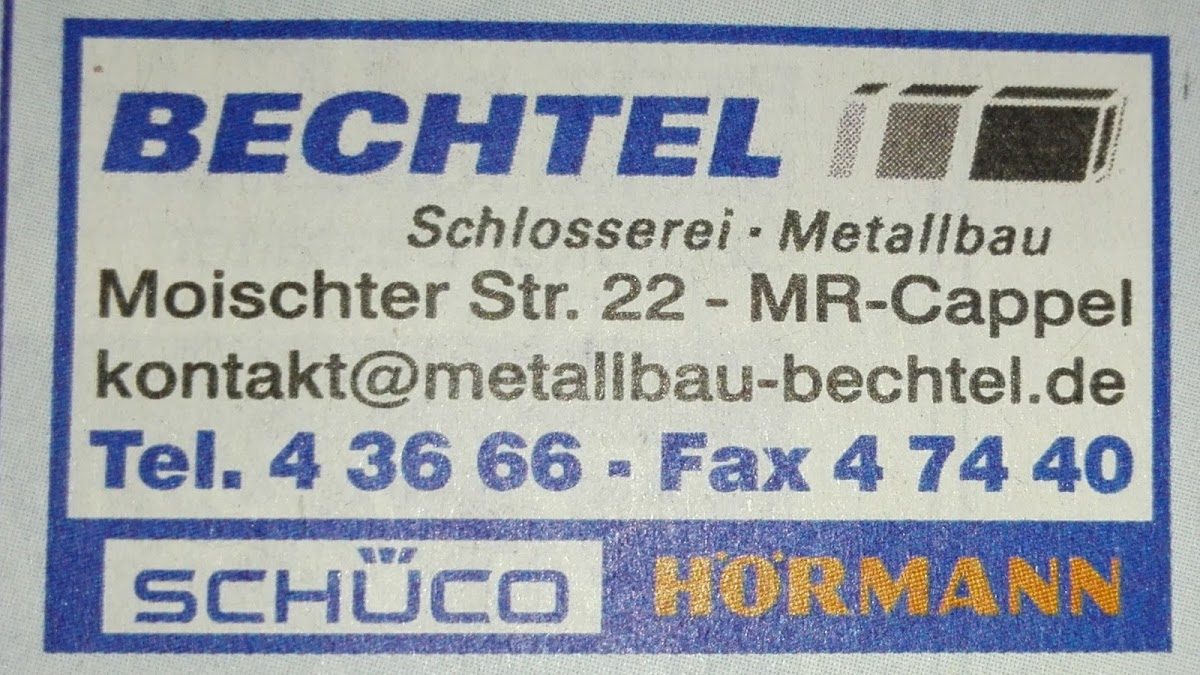 BECHTEL
Schlosserei · Metallbau
Moischter Str. 22 - MR-Cappel
kontakt@metallbau-bechtel.de
Tel. 4 36 66 - Fax 4 74 40
SCHÜCO HÖRMANN